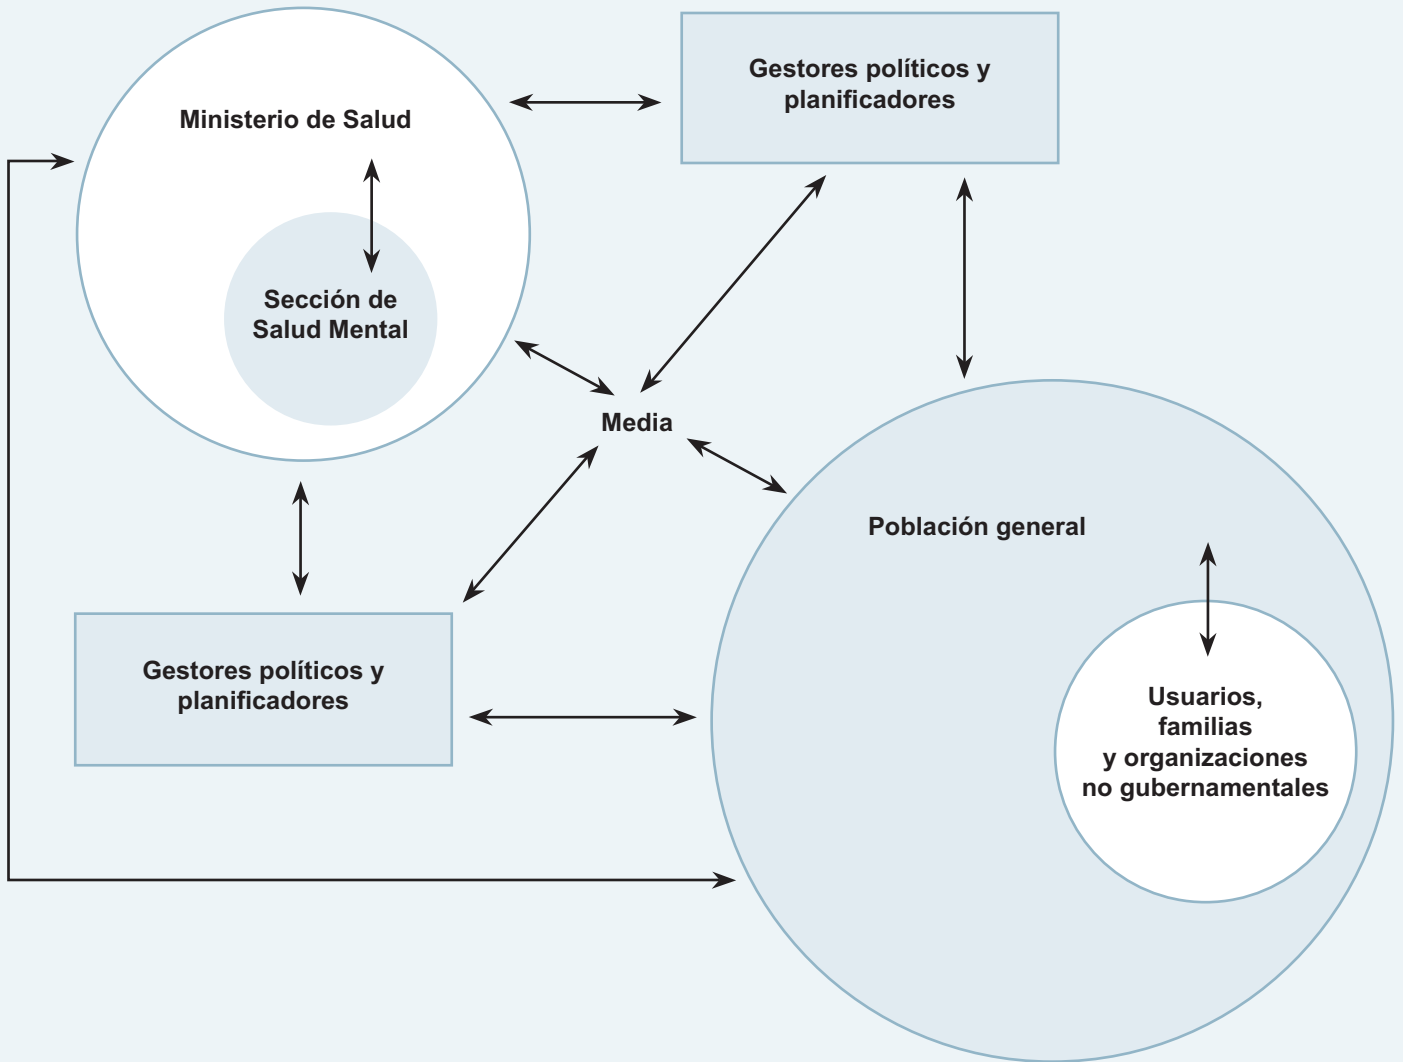 Gestores políticos y
planificadores
Ministerio de Salud
Sección de
Salud Mental
Media
Población general
Gestores políticos y
planificadores
Usuarios,
familias
y organizaciones
no gubernamentales